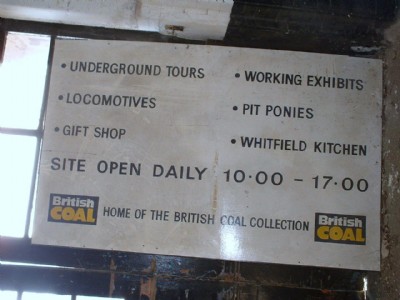 • UNDERGROUND TOURS
• WORKING EXHIBITS
• LOCOMOTIVES
• PIT PONIES
• GIFT SHOP
• WHITFIELD KITCHEN
SITE OPEN DAILY 10·00 – 17·00
British
COAL
HOME OF THE BRITISH COAL COLLECTION
British
COAL